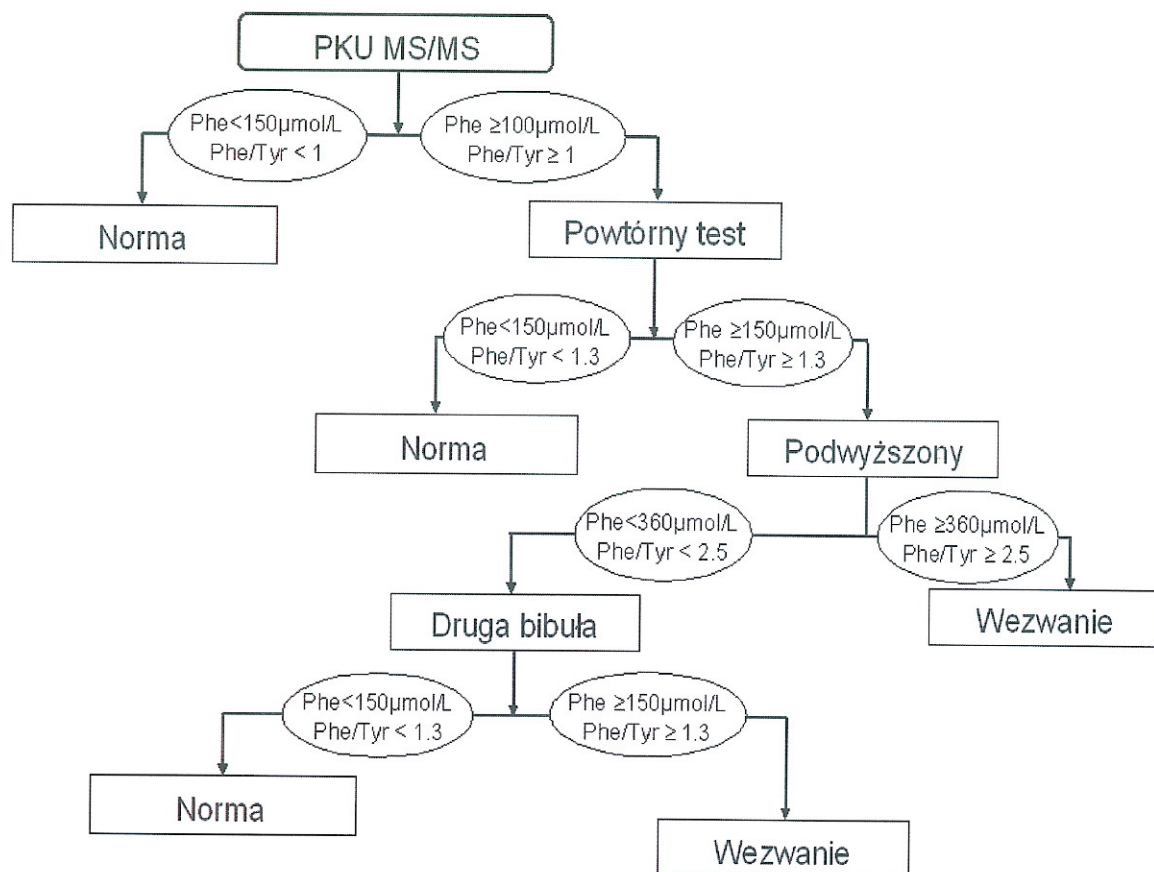 PKU MS/MS
Phe<150µmol/L
Phe/Tyr < 1
Phe ≥100µmol/L
Phe/Tyr ≥ 1
Norma
Powtórny test
Phe<150µmol/L
Phe/Tyr < 1.3
Phe ≥150µmol/L
Phe/Tyr ≥ 1.3
Norma
Podwyższony
Phe<360µmol/L
Phe/Tyr < 2.5
Phe ≥360µmol/L
Phe/Tyr ≥ 2.5
Druga bibuła
Wezwanie
Phe<150µmol/L
Phe/Tyr < 1.3
Phe ≥150µmol/L
Phe/Tyr ≥ 1.3
Norma
Wezwanie